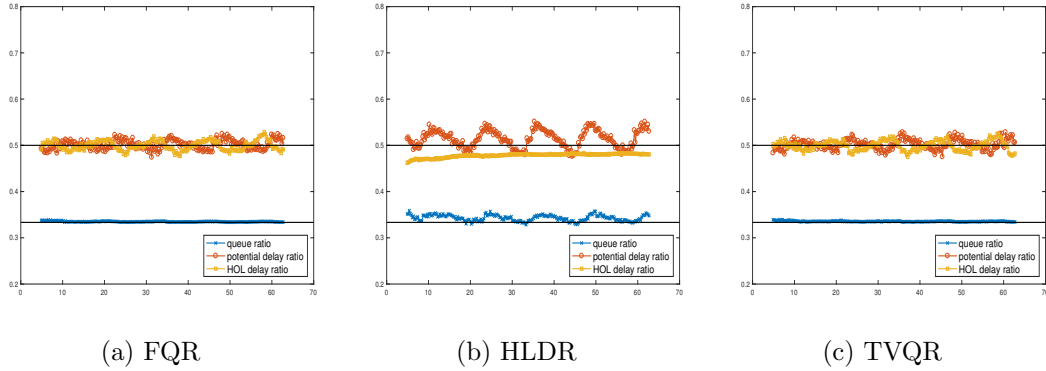 0.8
0.7
0.6
0.5
0.4
0.3
0.2
0 10 20 30 40 50 60 70
queue ratio
potential delay ratio
HOL delay ratio
(a) FQR
0.8
0.7
0.6
0.5
0.4
0.3
0.2
0 10 20 30 40 50 60 70
queue ratio
potential delay ratio
HOL delay ratio
(b) HLDR
0.8
0.7
0.6
0.5
0.4
0.3
0.2
0 10 20 30 40 50 60 70
queue ratio
potential delay ratio
HOL delay ratio
(c) TVQR